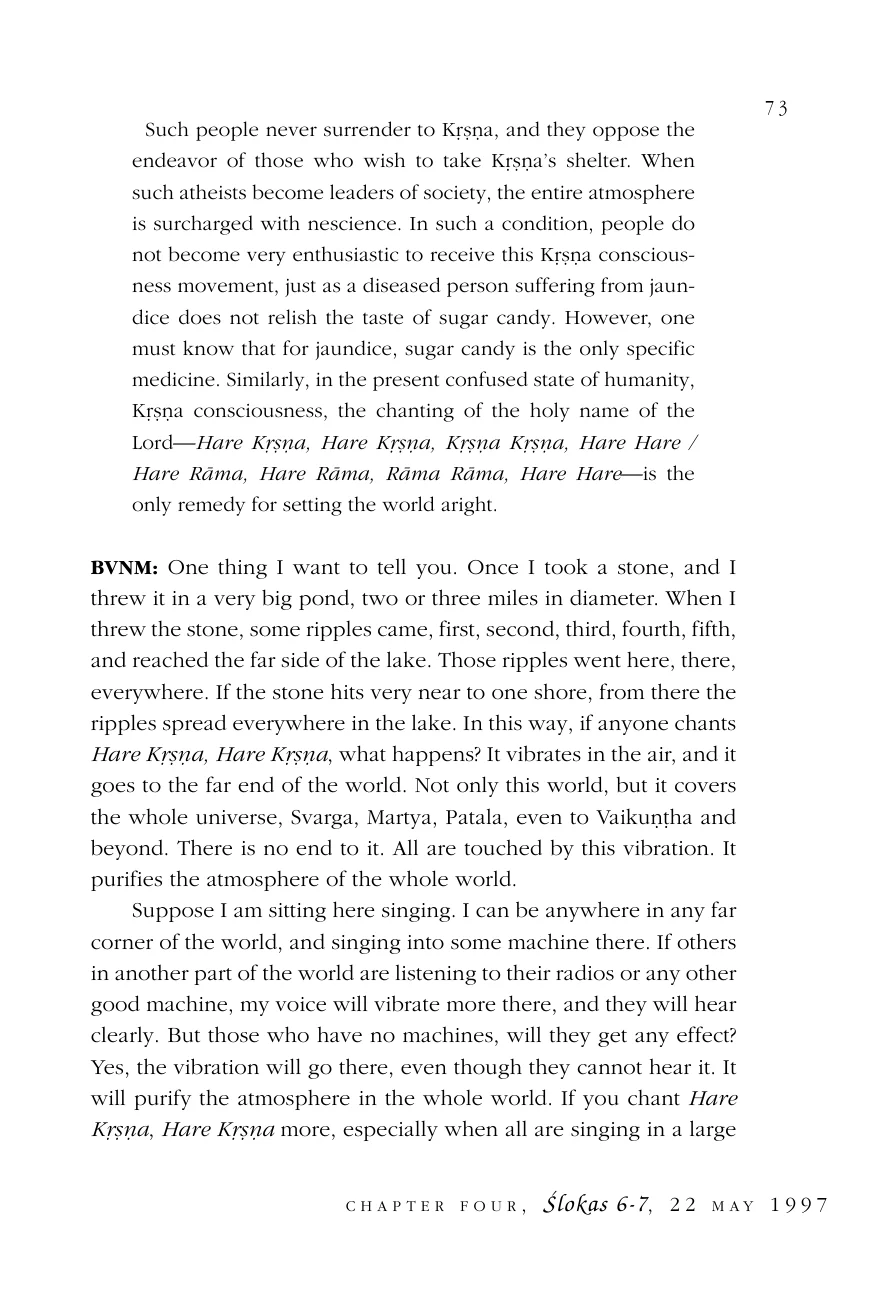 73
Such people never surrender to Kṛṣṇa, and they oppose the
endeavor of those who wish to take Kṛṣṇa's shelter. When
such atheists become leaders of society, the entire atmosphere
is surcharged with nescience. In such a condition, people do
not become very enthusiastic to receive this Kṛṣṇa conscious-
ness movement, just as a diseased person suffering from jaun-
dice does not relish the taste of sugar candy. However, one
must know that for jaundice, sugar candy is the only specific
medicine. Similarly, in the present confused state of humanity,
Kṛṣṇa consciousness, the chanting of the holy name of the
Lord—Hare Kṛṣṇa, Hare Kṛṣṇa, Kṛṣṇa Kṛṣṇa, Hare Hare /
Hare Rāma, Hare Rāma, Rāma Rāma, Hare Hare—is the
only remedy for setting the world aright.
BVNM: One thing I want to tell you. Once I took a stone, and I
threw it in a very big pond, two or three miles in diameter. When I
threw the stone, some ripples came, first, second, third, fourth, fifth,
and reached the far side of the lake. Those ripples went here, there,
everywhere. If the stone hits very near to one shore, from there the
ripples spread everywhere in the lake. In this way, if anyone chants
Hare Kṛṣṇa, Hare Kṛṣṇa, what happens? It vibrates in the air, and it
goes to the far end of the world. Not only this world, but it covers
the whole universe, Svarga, Martya, Patala, even to Vaikuṇṭha and
beyond. There is no end to it. All are touched by this vibration. It
purifies the atmosphere of the whole world.
Suppose I am sitting here singing. I can be anywhere in any far
corner of the world, and singing into some machine there. If others
in another part of the world are listening to their radios or any other
good machine, my voice will vibrate more there, and they will hear
clearly. But those who have no machines, will they get any effect?
Yes, the vibration will go there, even though they cannot hear it. It
will purify the atmosphere in the whole world. If you chant Hare
Kṛṣṇa, Hare Kṛṣṇa more, especially when all are singing in a large
CHAPTER FOUR, Ślokas 6-7, 22 MAY 1997